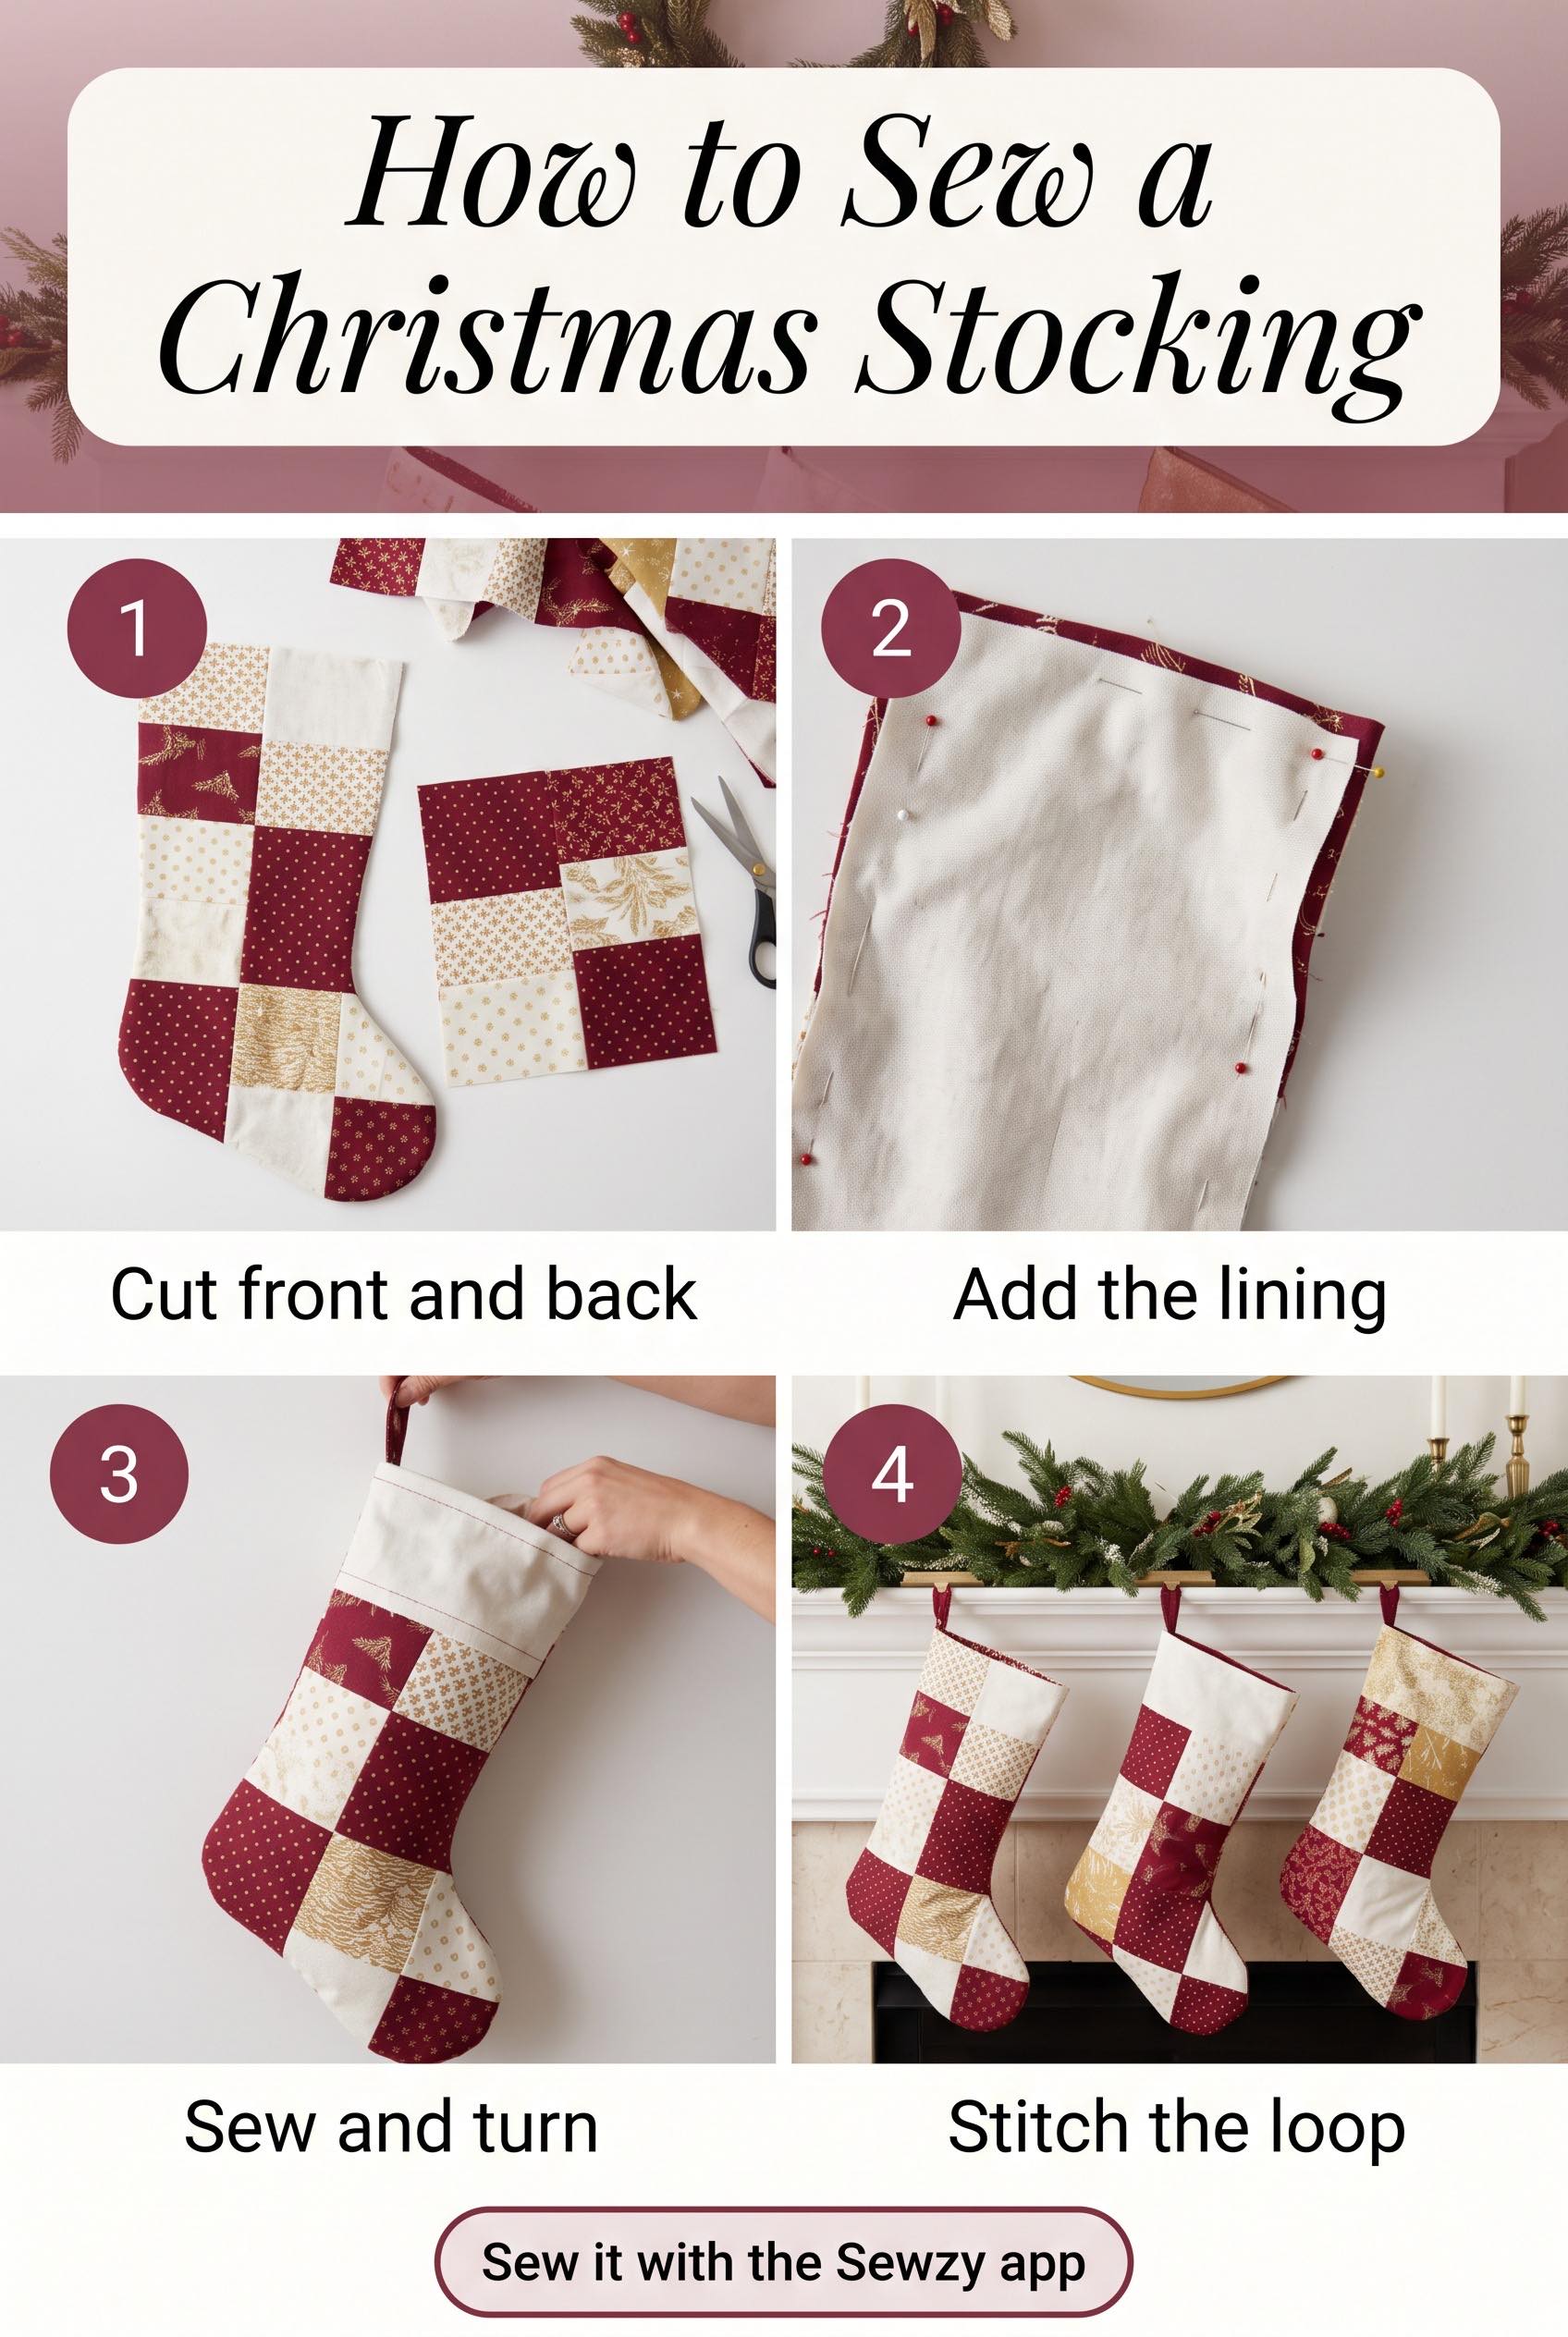 How to Sew a
Christmas Stocking
1
2
Cut front and back
Add the lining
3
4
Sew and turn
Stitch the loop
Sew it with the Sewzy app